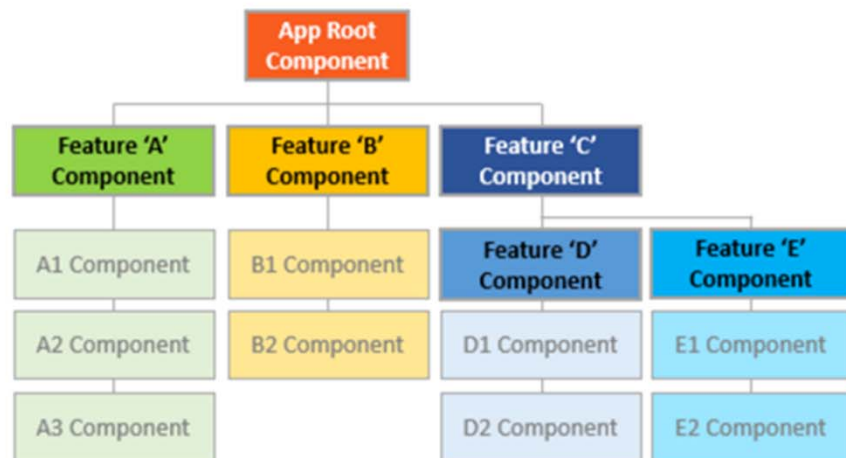 App Root
Component
Feature ‘A’
Component
Feature ‘B’
Component
Feature ‘C’
Component
A1 Component
B1 Component
Feature ‘D’
Component
Feature ‘E’
Component
A2 Component
B2 Component
D1 Component
E1 Component
A3 Component
D2 Component
E2 Component